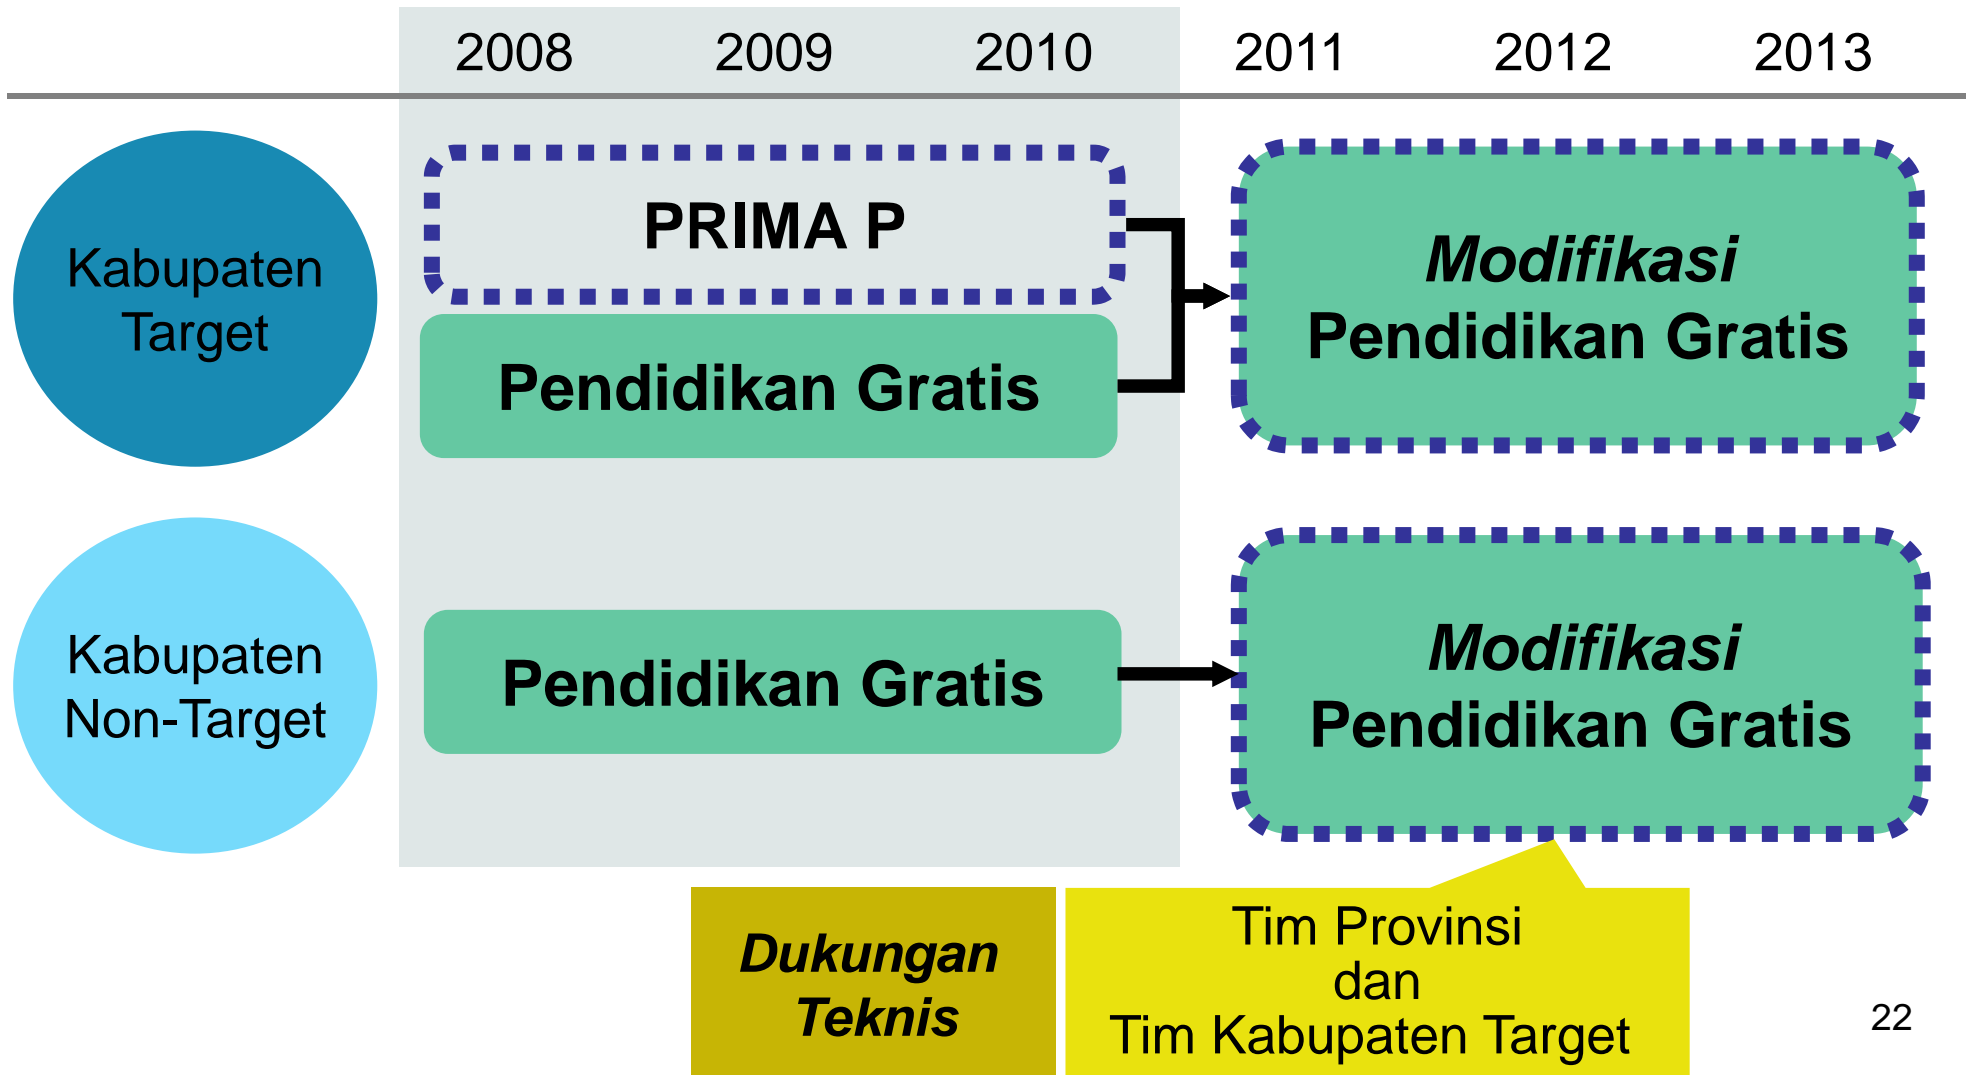 2008 2009 2010 2011 2012 2013
Kabupaten
Target
PRIMA P
Pendidikan Gratis
Modifikasi
Pendidikan Gratis
Kabupaten
Non-Target
Pendidikan Gratis
Modifikasi
Pendidikan Gratis
Dukungan
Teknis
Tim Provinsi
dan
Tim Kabupaten Target
22